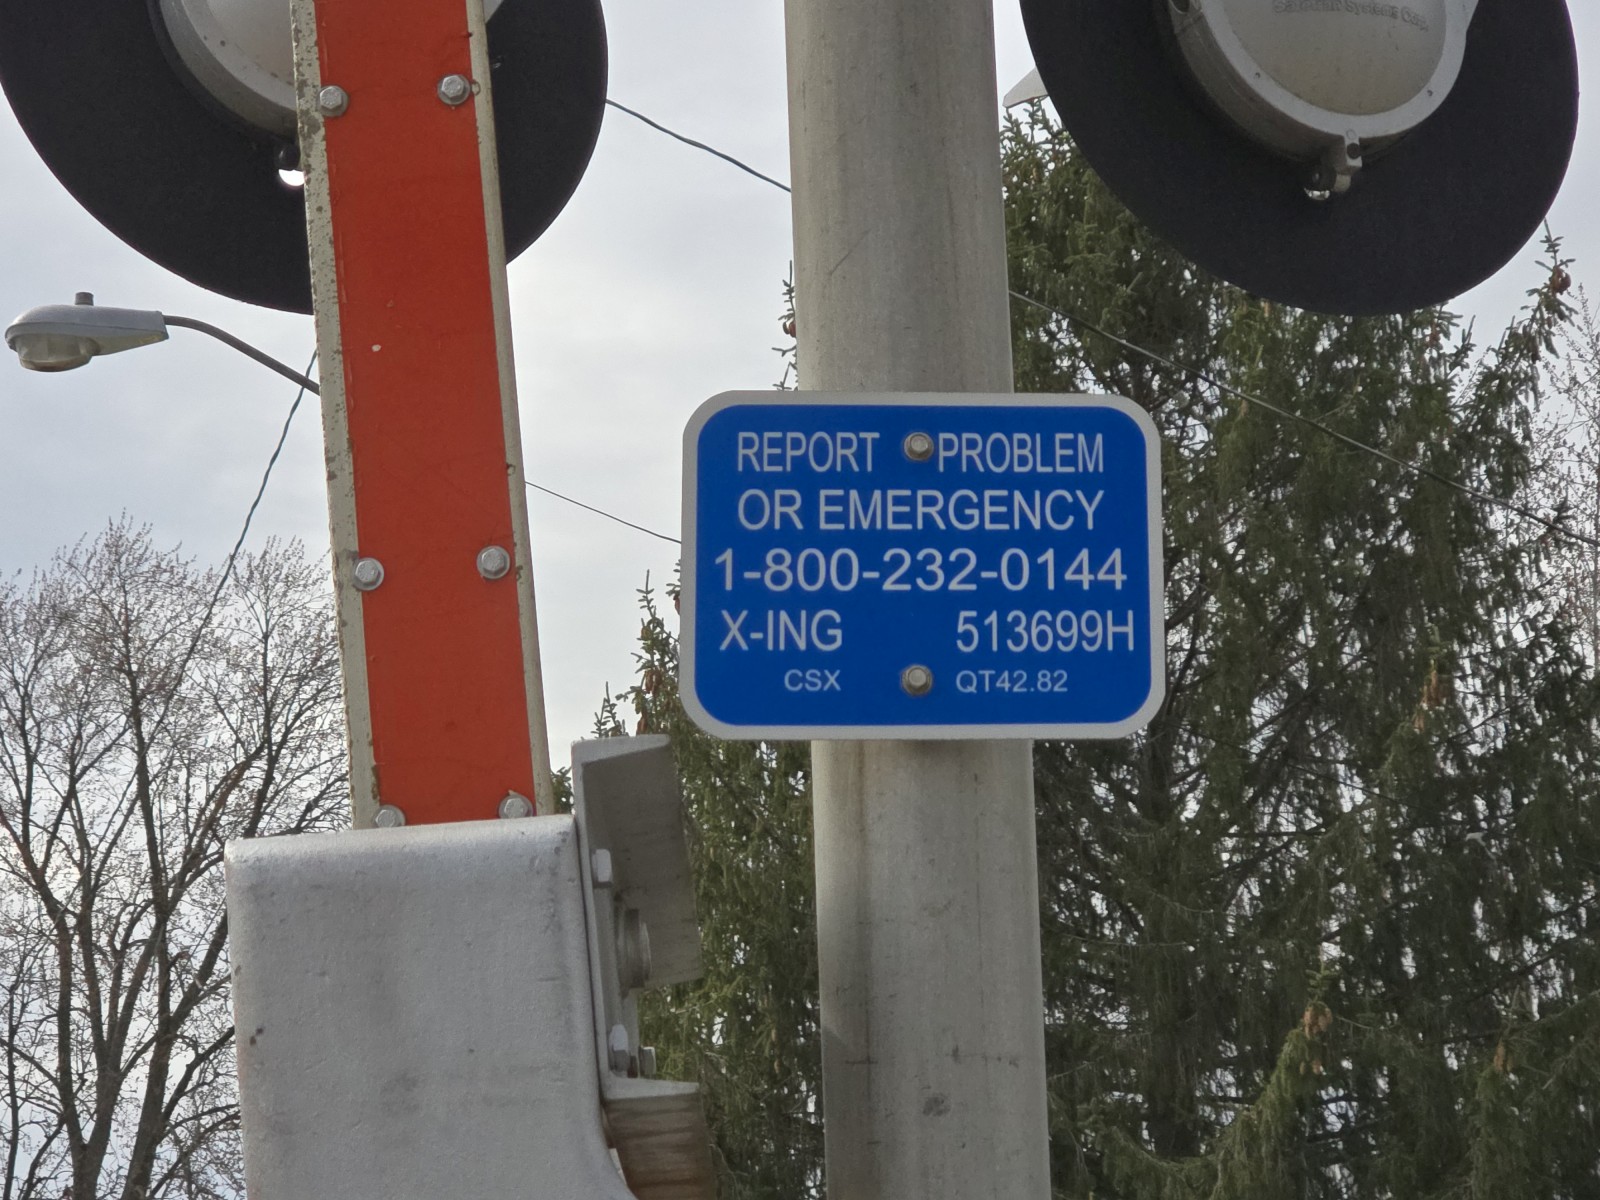 REPORT PROBLEM
OR EMERGENCY
1-800-232-0144
X-ING 513699H
CSX QT42.82